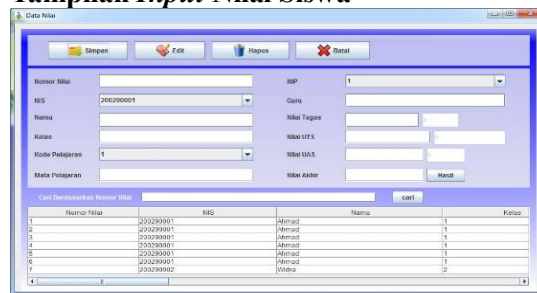 Tampilan Input Nilai Siswa
Data Nilai
Simpan Edit Hapus Batal
Nomor Nilai NIP 1
NIS 200290001 Guru
Nama Nilai Tugas
Kelas Nilai UTS
Kode Pelajaran 1 Nilai UAS
Mata Pelajaran Nilai Akhir Hasil
Cari Berdasarkan Nomor Nilai cari
Nomor Nilai NIS Nama Kelas
1 200290001 Ahmad 1
2 200290001 Ahmad 1
3 200290001 Ahmad 1
4 200290001 Ahmad 1
5 200290001 Ahmad 1
6 200290001 Ahmad 1
7 200290002 Widya 2